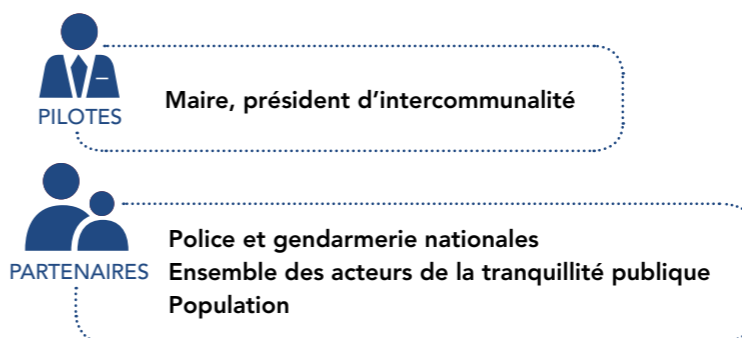 PILOTES
Maire, président d'intercommunalité
PARTENAIRES
Police et gendarmerie nationales
Ensemble des acteurs de la tranquillité publique
Population